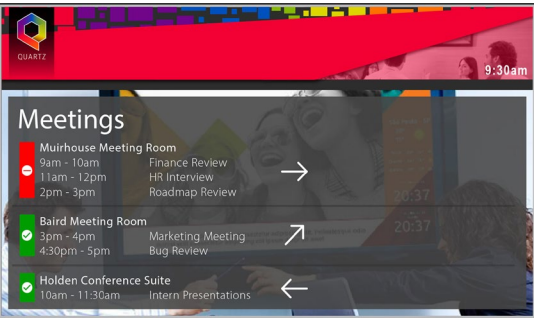 QUARTZ
9:30am
Meetings
Muirhouse Meeting Room
9am - 10am Finance Review
11am - 12pm HR Interview
2pm - 3pm Roadmap Review
20:37
Baird Meeting Room
3pm - 4pm Marketing Meeting
20:37
4:30pm - 5pm Bug Review
Holden Conference Suite
10am - 11:30am Intern Presentations